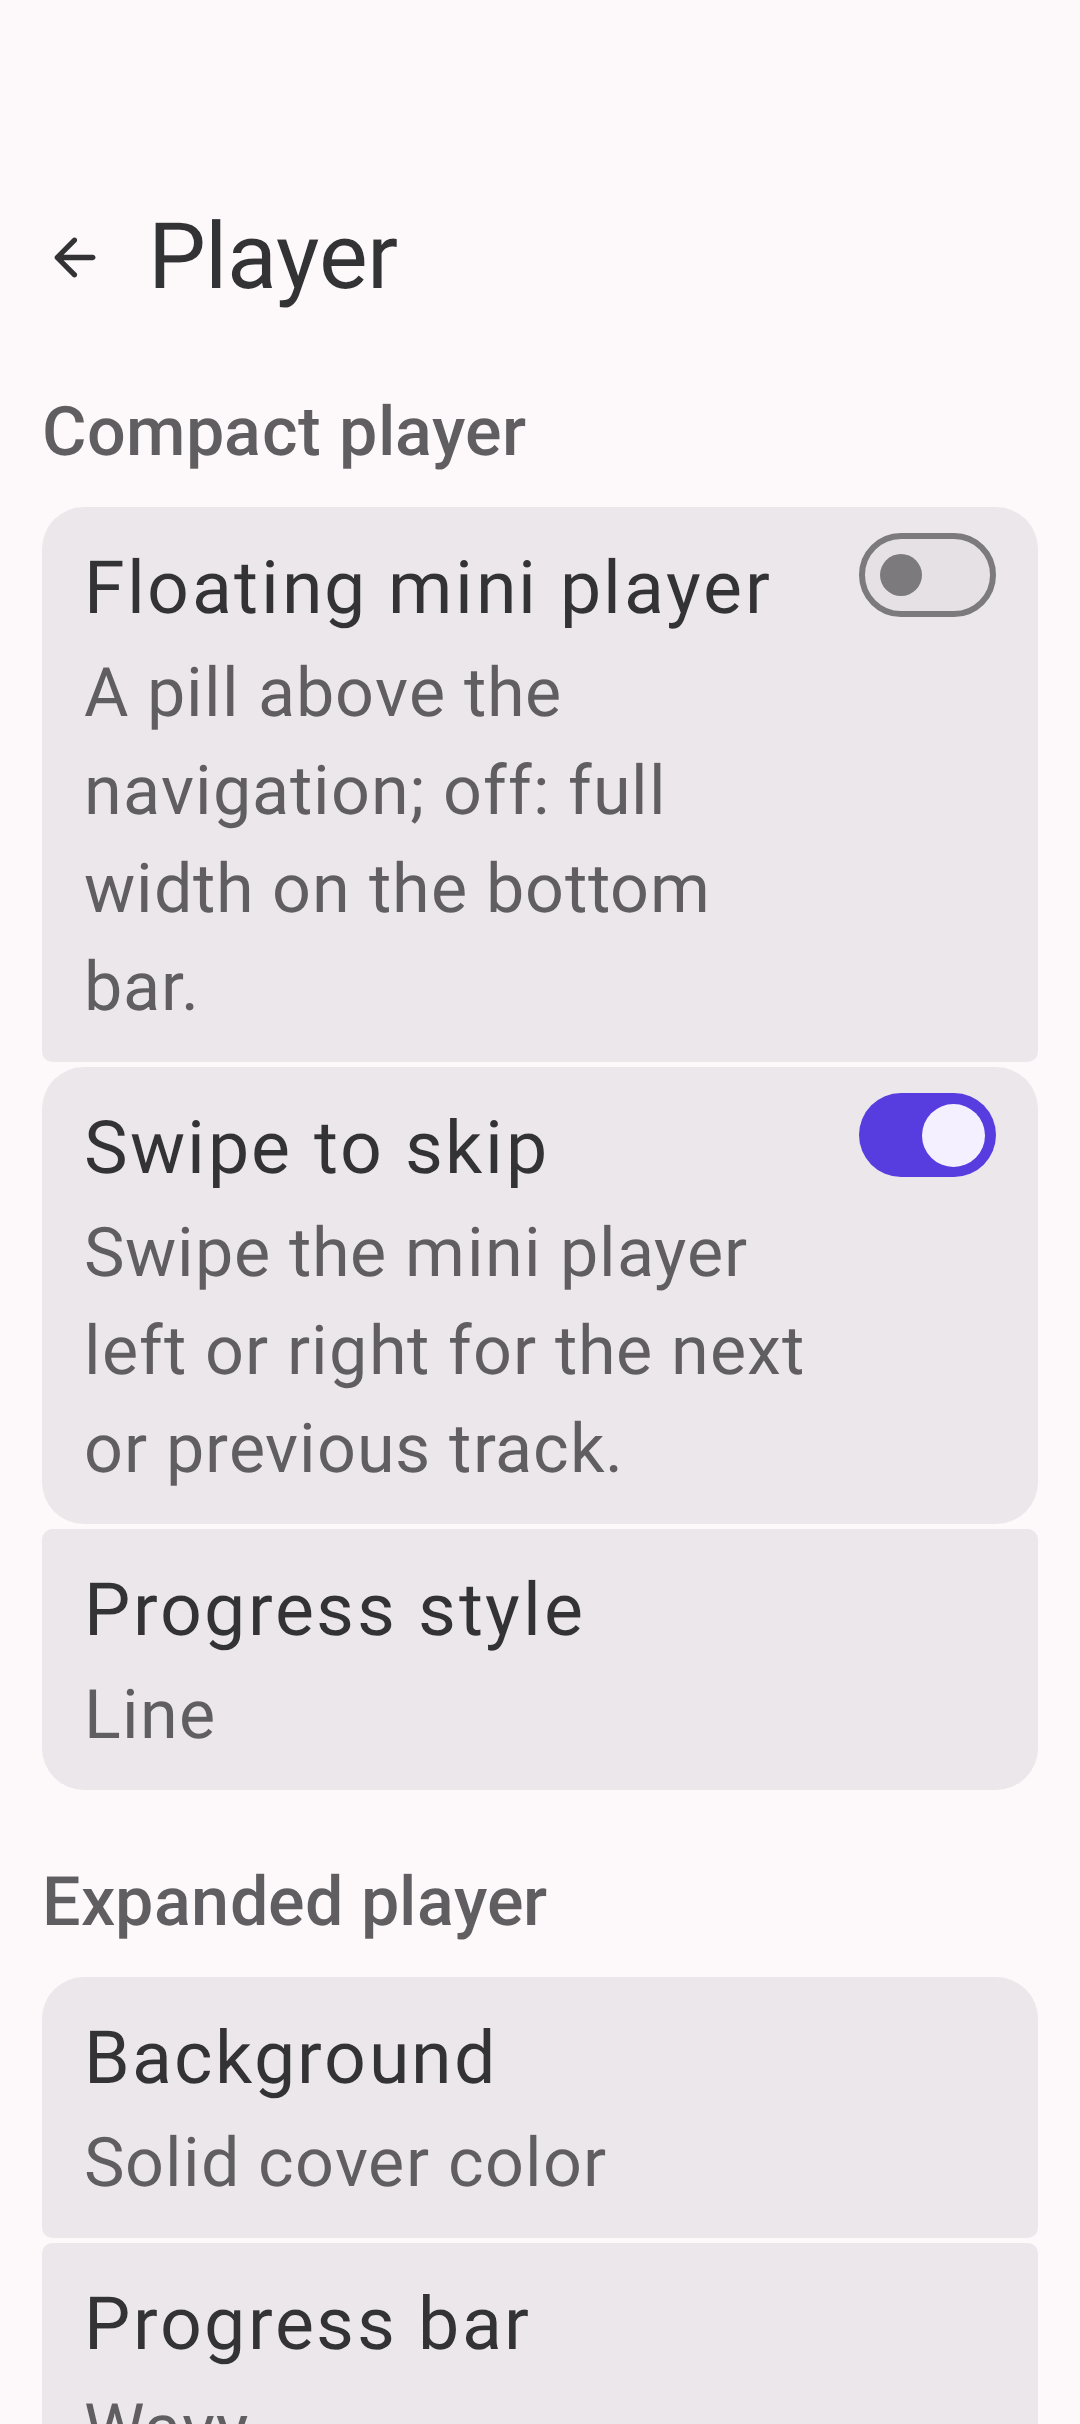 Player
Compact player
Floating mini player
A pill above the
navigation; off: full
width on the bottom
bar.
Swipe to skip
Swipe the mini player
left or right for the next
or previous track.
Progress style
Line
Expanded player
Background
Solid cover color
Progress bar
Wavy